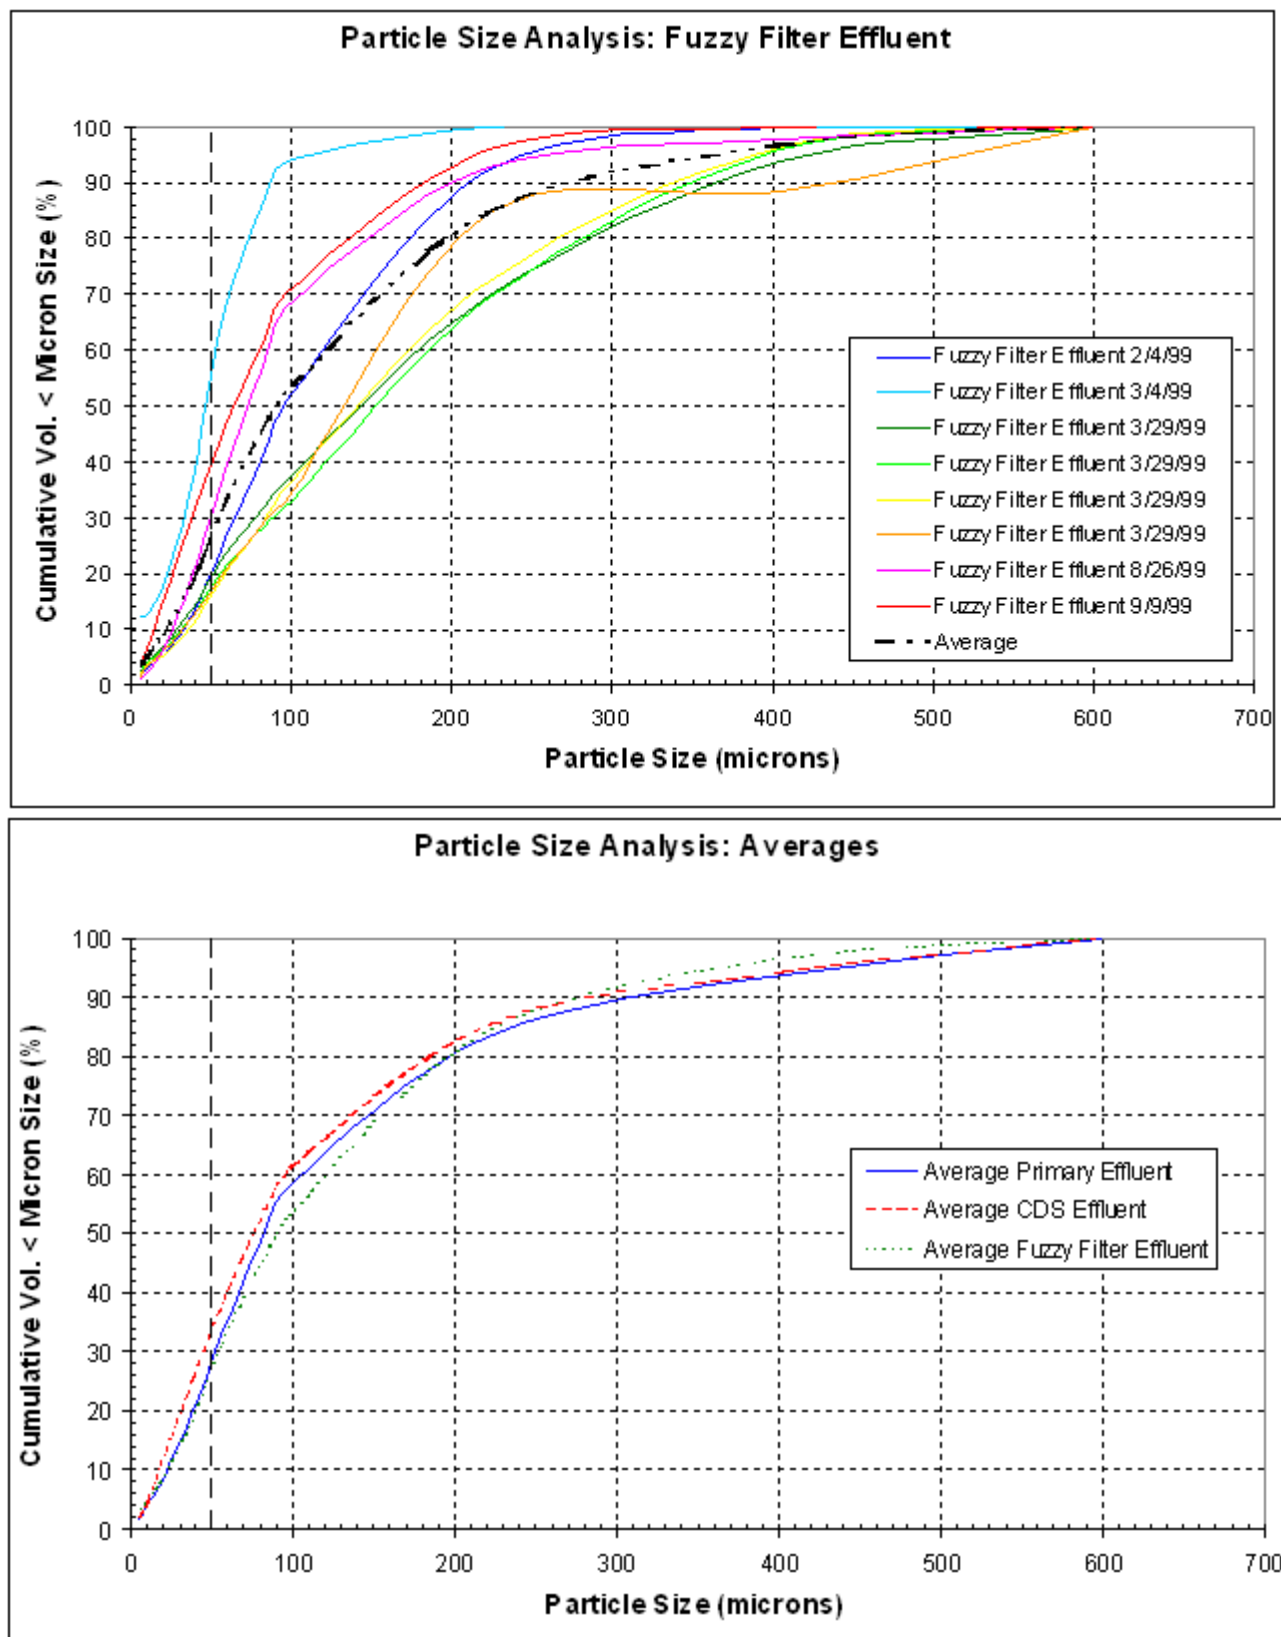 Particle Size Analysis: Fuzzy Filter Effluent
Cumulative Vol. < Micron Size (%)
100
90
80
70
60
50
40
30
20
10
0
0 100 200 300 400 500 600 700
Particle Size (microns)
Fuzzy Filter Effluent 2/4/99
Fuzzy Filter Effluent 3/4/99
Fuzzy Filter Effluent 3/29/99
Fuzzy Filter Effluent 3/29/99
Fuzzy Filter Effluent 3/29/99
Fuzzy Filter Effluent 3/29/99
Fuzzy Filter Effluent 8/26/99
Fuzzy Filter Effluent 9/9/99
Average
Particle Size Analysis: Averages
Cumulative Vol. < Micron Size (%)
100
90
80
70
60
50
40
30
20
10
0
0 100 200 300 400 500 600 700
Particle Size (microns)
Average Primary Effluent
Average CDS Effluent
Average Fuzzy Filter Effluent